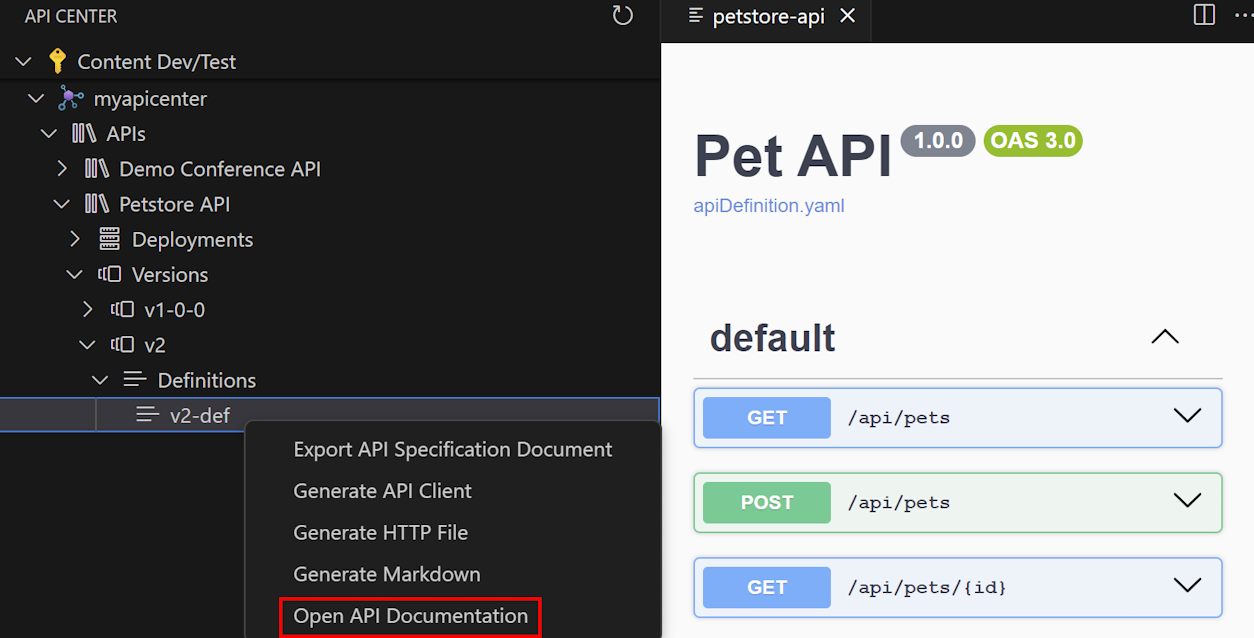 API CENTER
Content Dev/Test
myapicenter
APIs
Demo Conference API
Petstore API
Deployments
Versions
v1-0-0
v2
Definitions
v2-def
Export API Specification Document
Generate API Client
Generate HTTP File
Generate Markdown
Open API Documentation
petstore-api
Pet API 1.0.0 OAS 3.0
apiDefinition.yaml
default
GET /api/pets
POST /api/pets
GET /api/pets/{id}